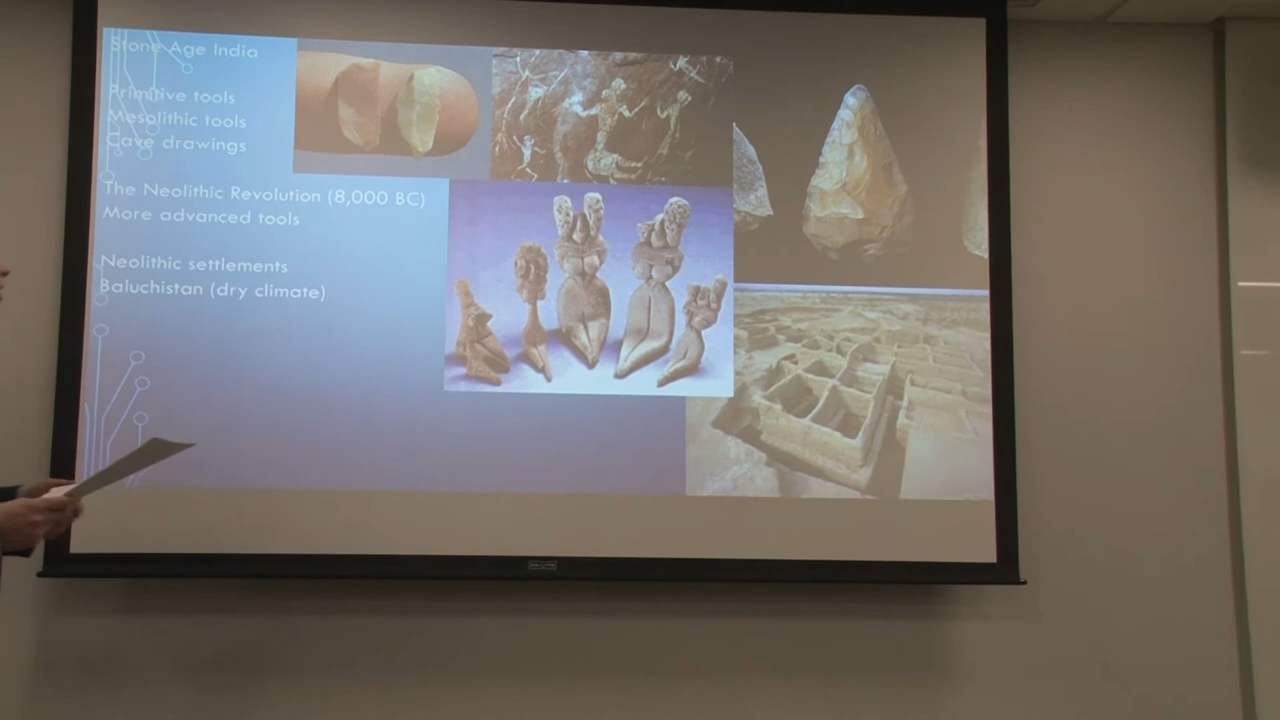 Stone Age India
Primitive tools
Mesolithic tools
Cave drawings
The Neolithic Revolution (8,000 BC)
More advanced tools
Neolithic settlements
Baluchistan (dry climate)